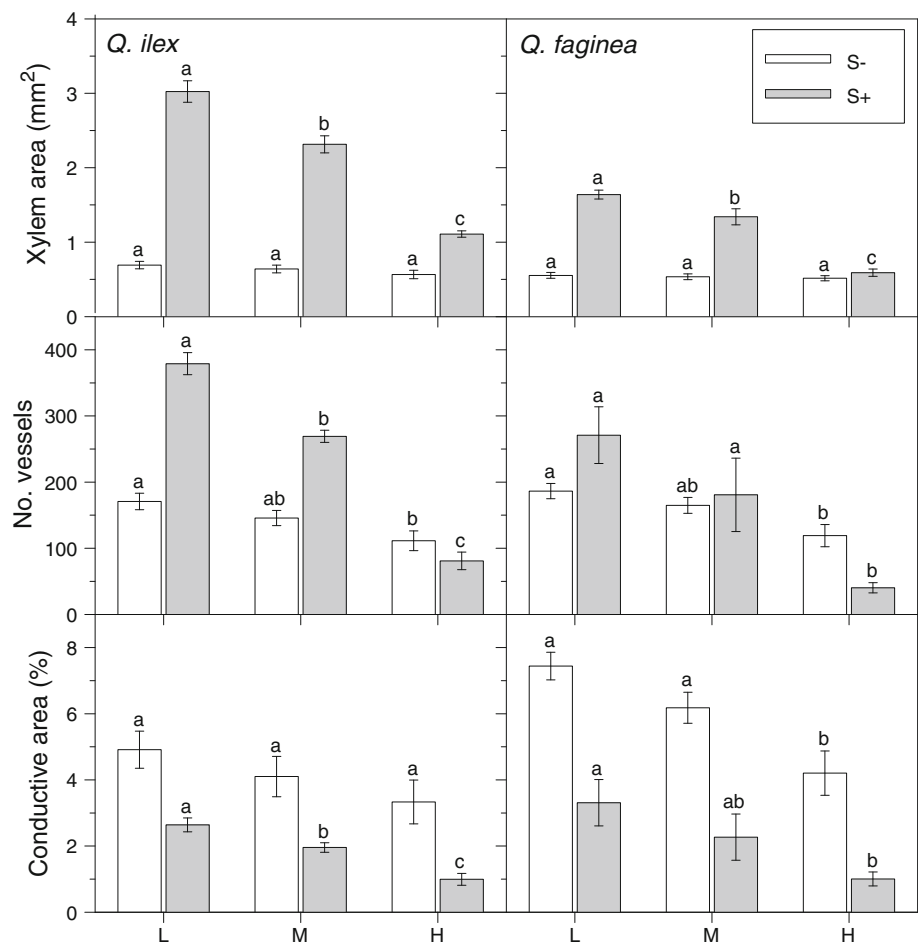 Q. ilex
Q. faginea
S-
S+
Xylem area (mm2)
4
3
2
1
0
a a a b a c
a a a b a c
No. vessels
400
300
200
100
0
a a ab b b c
a a ab a b b
Conductive area (%)
8
6
4
2
0
a a a b a c
a a a ab b b
L M H
L M H